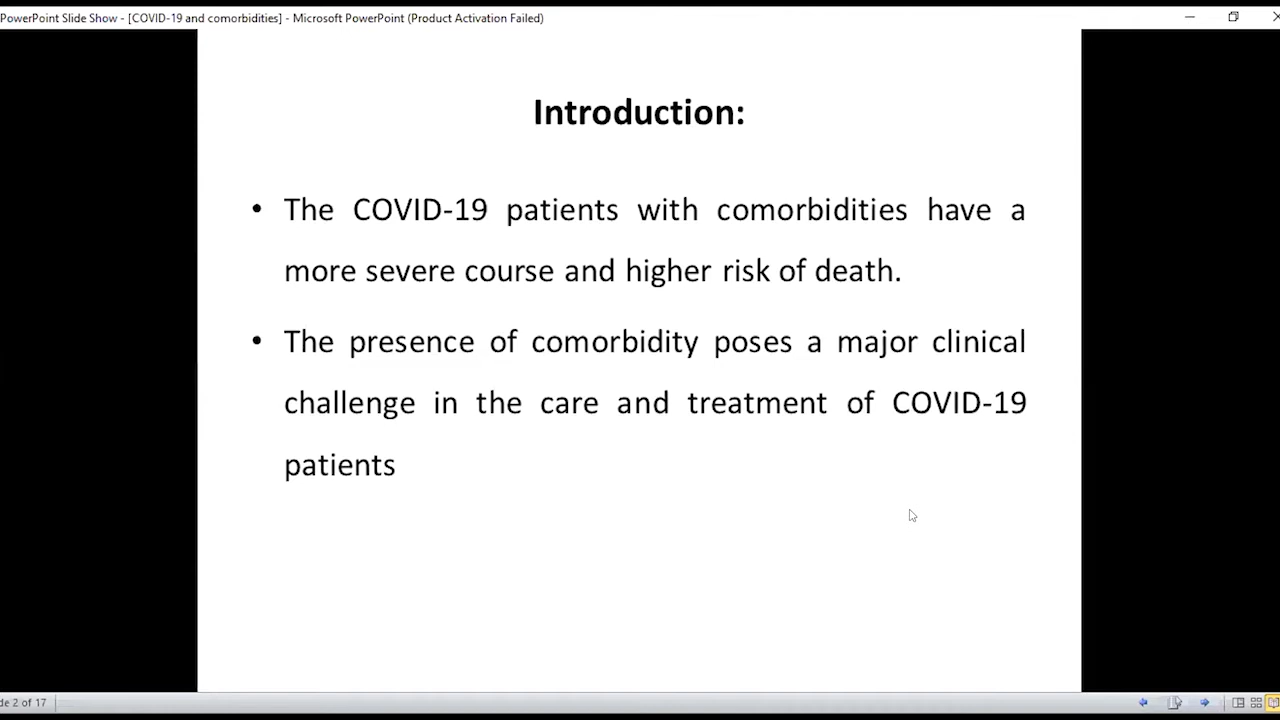 PowerPoint Slide Show - [COVID-19 and comorbidities] - Microsoft PowerPoint (Product Activation Failed)
Introduction:
• The COVID-19 patients with comorbidities have a
more severe course and higher risk of death.
• The presence of comorbidity poses a major clinical
challenge in the care and treatment of COVID-19
patients
de 2 of 17